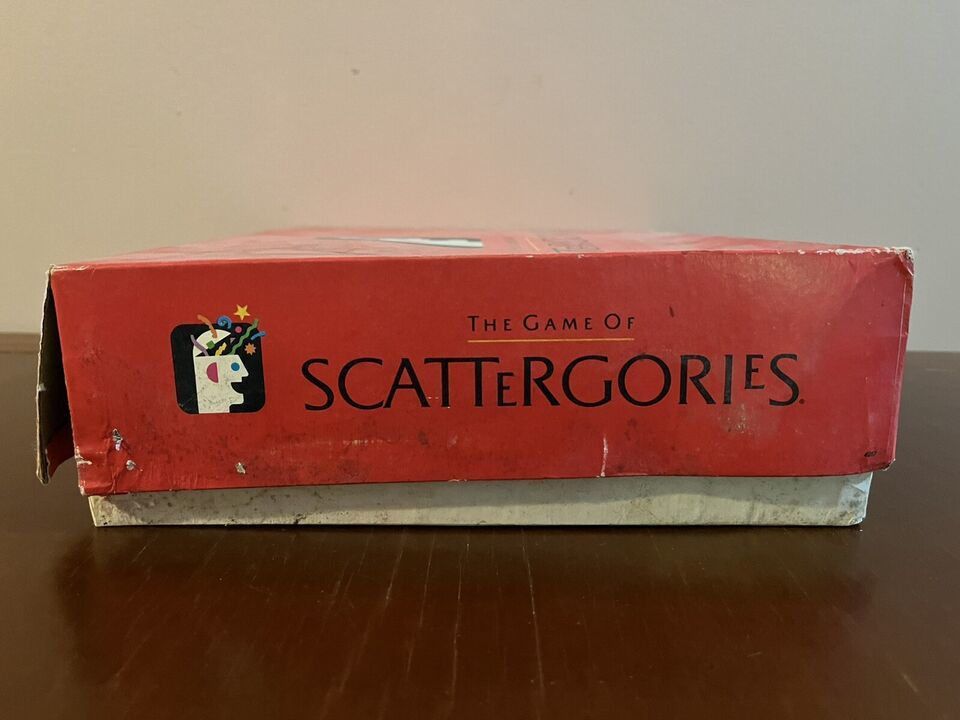 THE GAME OF
SCATTERGORIES.